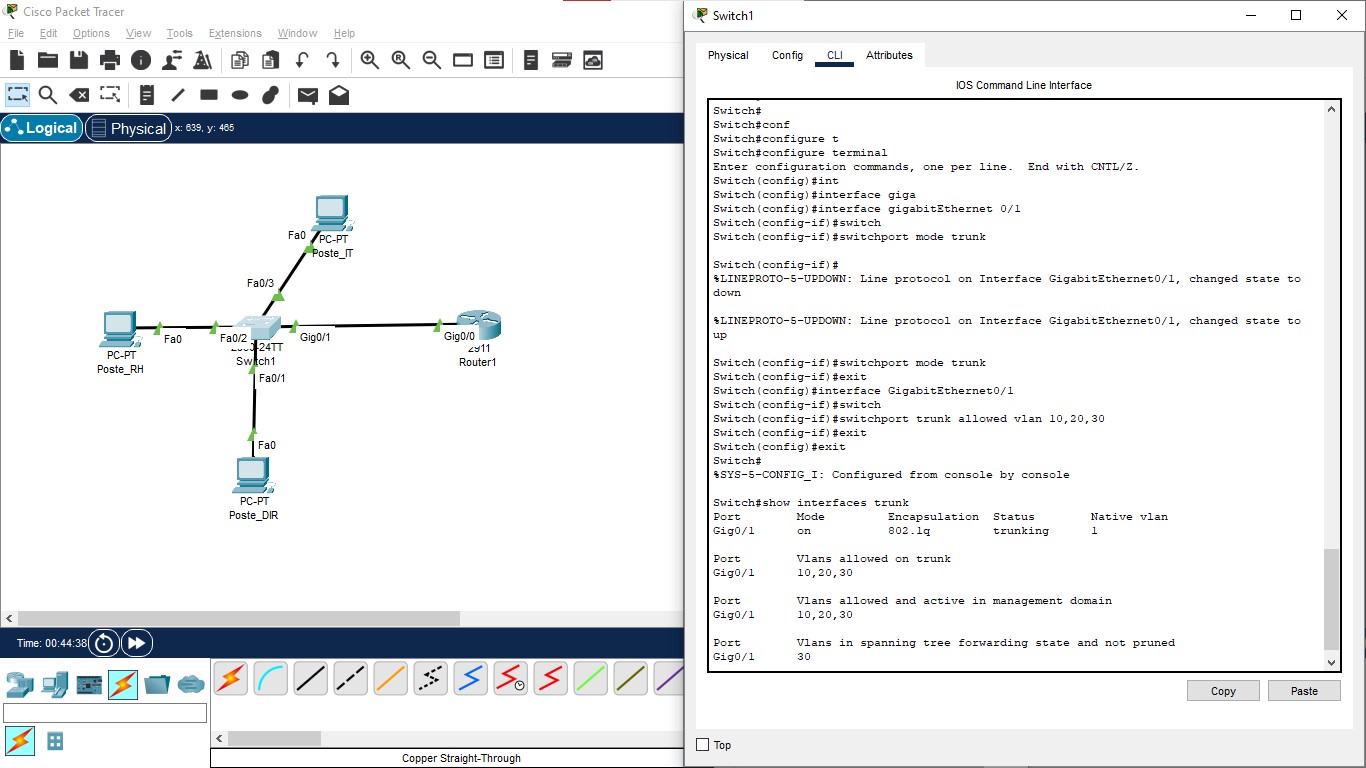 Cisco Packet Tracer
File Edit Options View Tools Extensions Window Help
Logical Physical x: 639, y: 465
PC-PT
Poste_IT
Fa0
Fa0/3
PC-PT
Poste_RH
Fa0
Fa0/2
24TT
Switch1
Gig0/1
Gig0/0
2911
Router1
Fa0/1
Fa0
PC-PT
Poste_DIR
Time: 00:44:38
Copper Straight-Through
Switch1
Physical Config CLI Attributes
IOS Command Line Interface
Switch#
Switch#conf
Switch#configure t
Switch#configure terminal
Enter configuration commands, one per line.  End with CNTL/Z.
Switch(config)#int
Switch(config)#interface giga
Switch(config)#interface gigabitEthernet 0/1
Switch(config-if)#switch
Switch(config-if)#switchport mode trunk
Switch(config-if)#
%LINEPROTO-5-UPDOWN: Line protocol on Interface GigabitEthernet0/1, changed state to
down
%LINEPROTO-5-UPDOWN: Line protocol on Interface GigabitEthernet0/1, changed state to
up
Switch(config-if)#switchport mode trunk
Switch(config-if)#exit
Switch(config)#interface GigabitEthernet0/1
Switch(config-if)#switch
Switch(config-if)#switchport trunk allowed vlan 10,20,30
Switch(config-if)#exit
Switch(config)#exit
Switch#
%SYS-5-CONFIG_I: Configured from console by console
Switch#show interfaces trunk
Port Mode Encapsulation Status Native vlan
Gig0/1 on 802.1q trunking 1
Port Vlans allowed on trunk
Gig0/1 10,20,30
Port Vlans allowed and active in management domain
Gig0/1 10,20,30
Port Vlans in spanning tree forwarding state and not pruned
Gig0/1 30
Copy Paste
Top